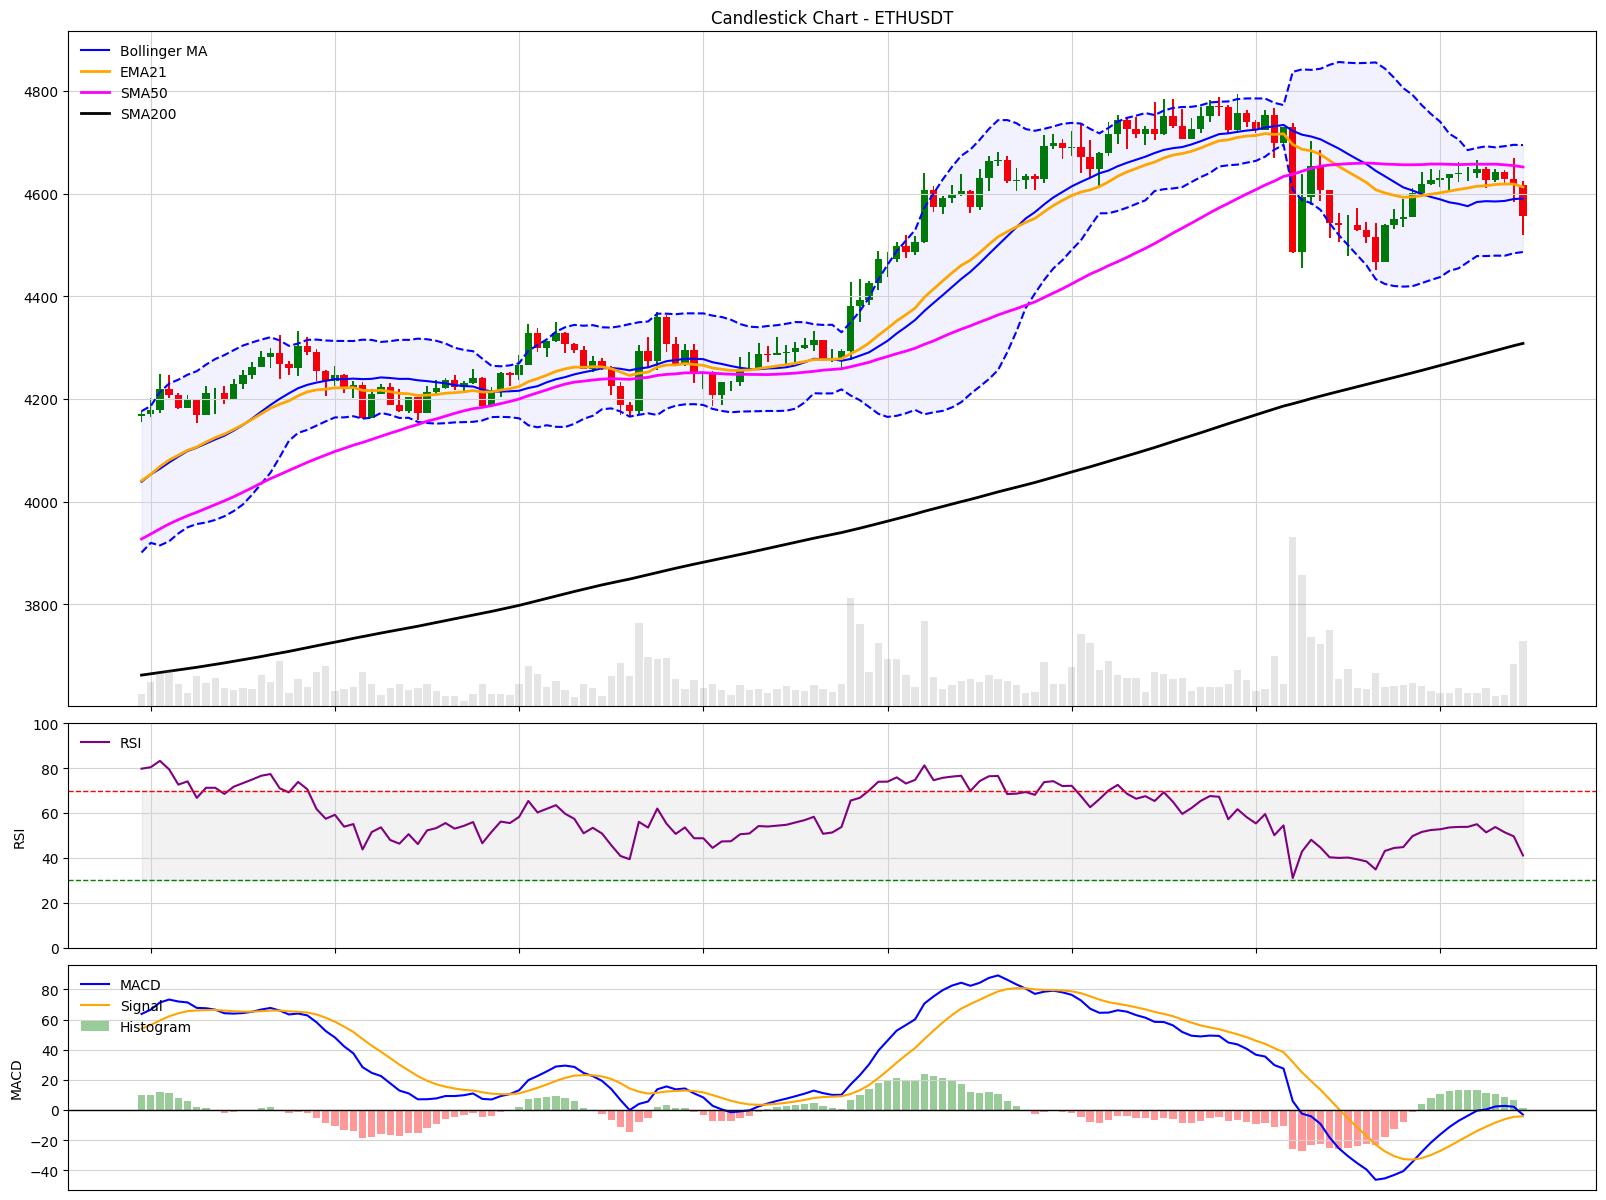 Candlestick Chart - ETHUSDT
Bollinger MA
EMA21
SMA50
SMA200
4800
4600
4400
4200
4000
3800
RSI
100
80
60
40
20
0
RSI
MACD
Signal
Histogram
80
60
40
20
0
−20
−40
MACD